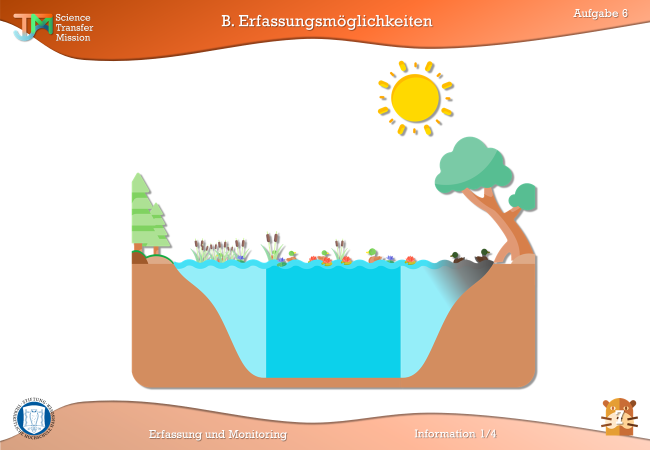 Science
Transfer
Mission
B. Erfassungsmöglichkeiten
Aufgabe 6
Erfassung und Monitoring
Information 1/4